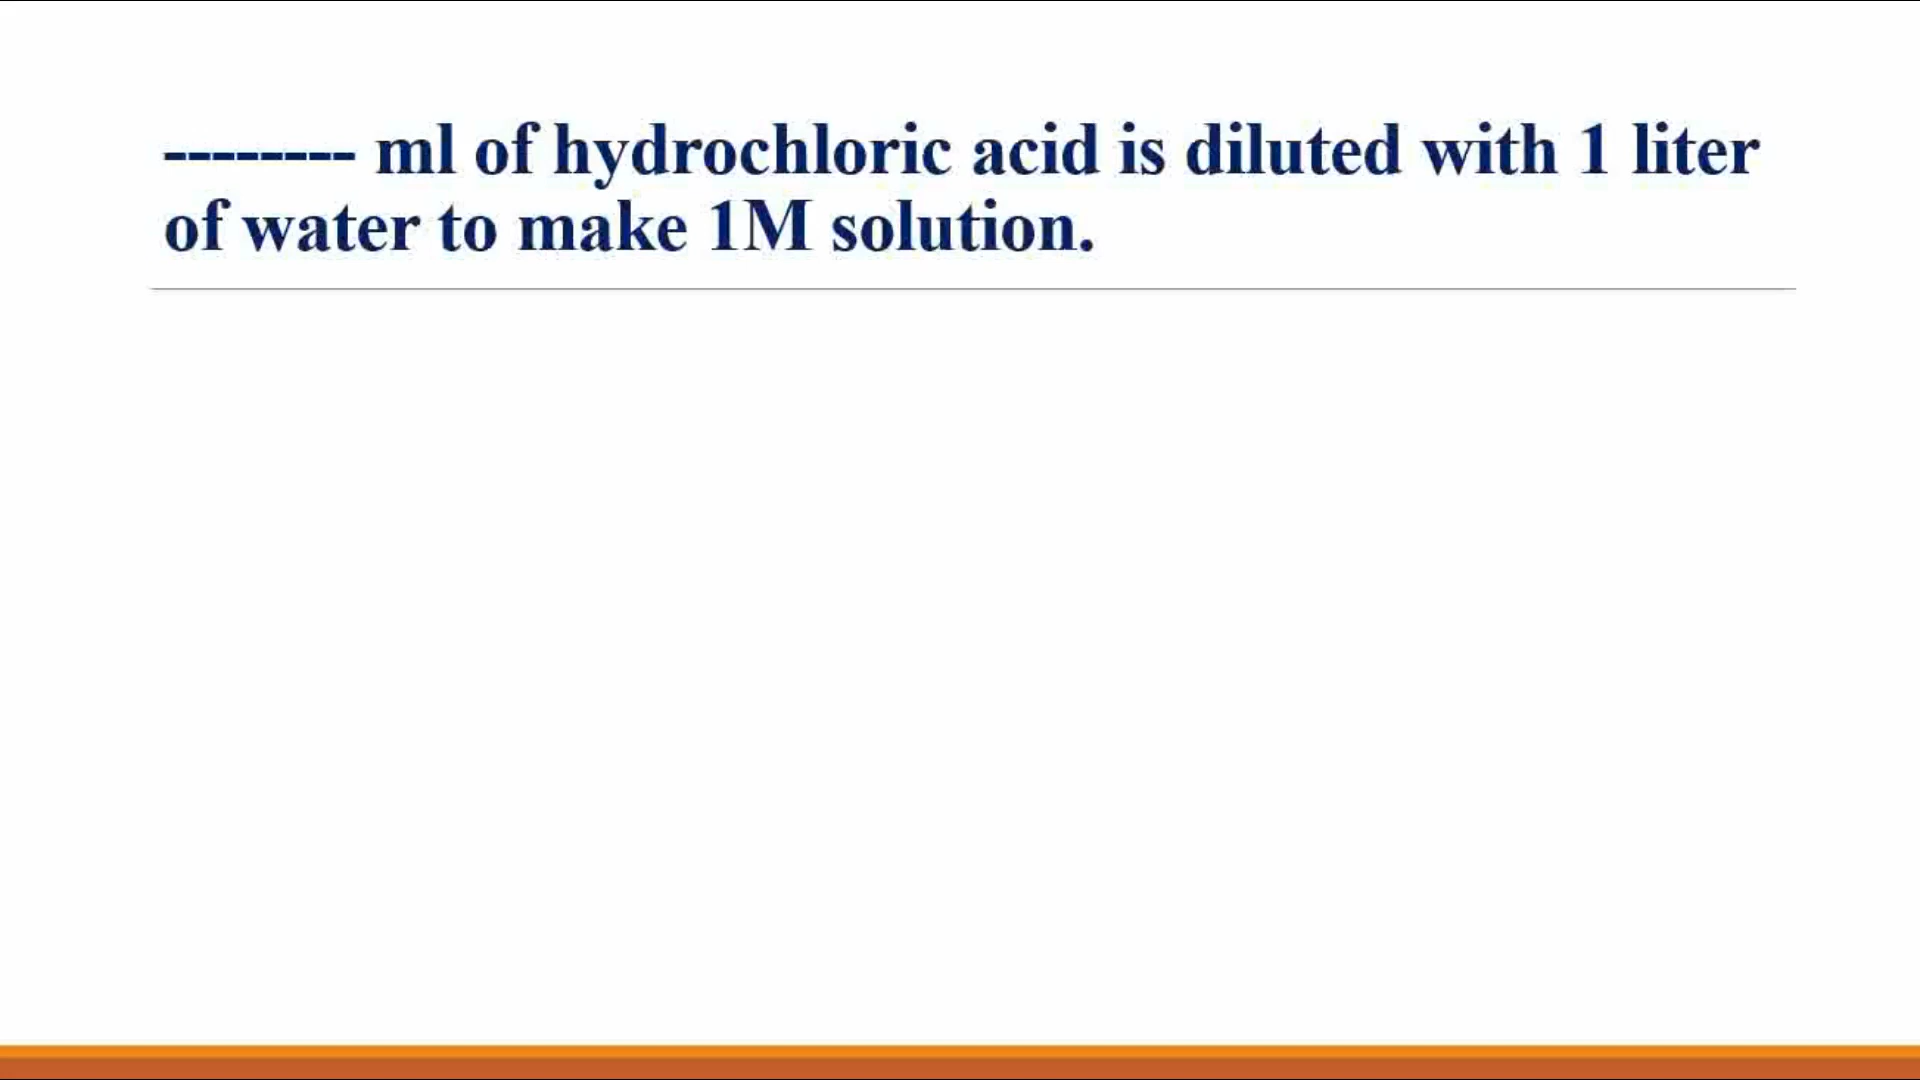 -------- ml of hydrochloric acid is diluted with 1 liter
of water to make 1M solution.